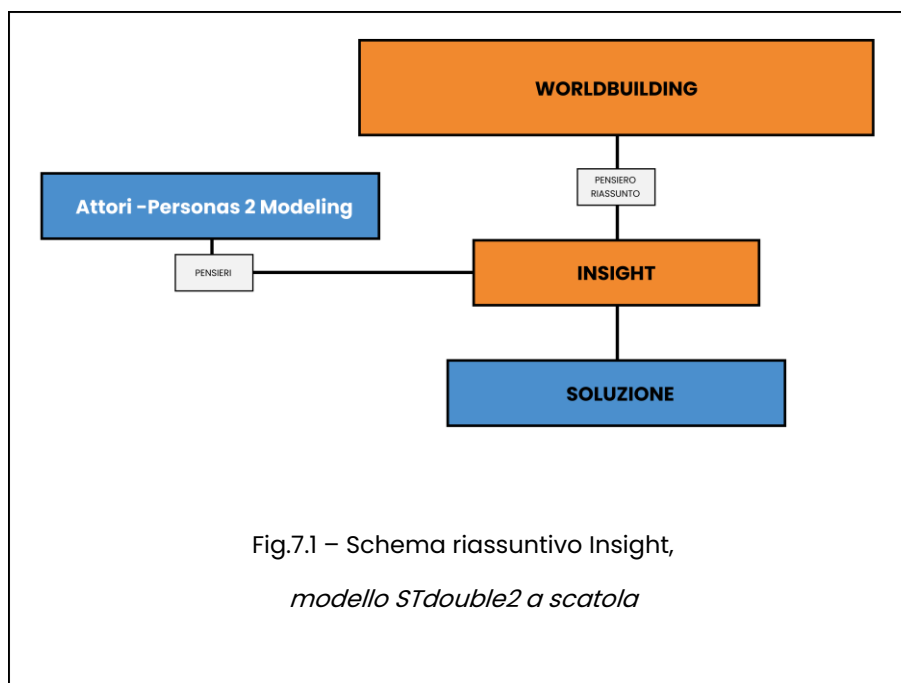 WORLDBUILDING
PENSIERO
RIASSUNTO
Attori -Personas 2 Modeling
PENSIERI
INSIGHT
SOLUZIONE
Fig.7.1 – Schema riassuntivo Insight,
modello STdouble2 a scatola